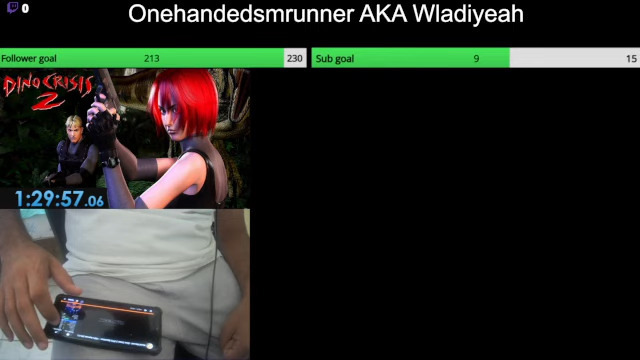 0
Onehandedsmrunner AKA Wladiyeah
Follower goal 213 230
Sub goal 9 15
DINO CRISIS
2
1:29:57.06